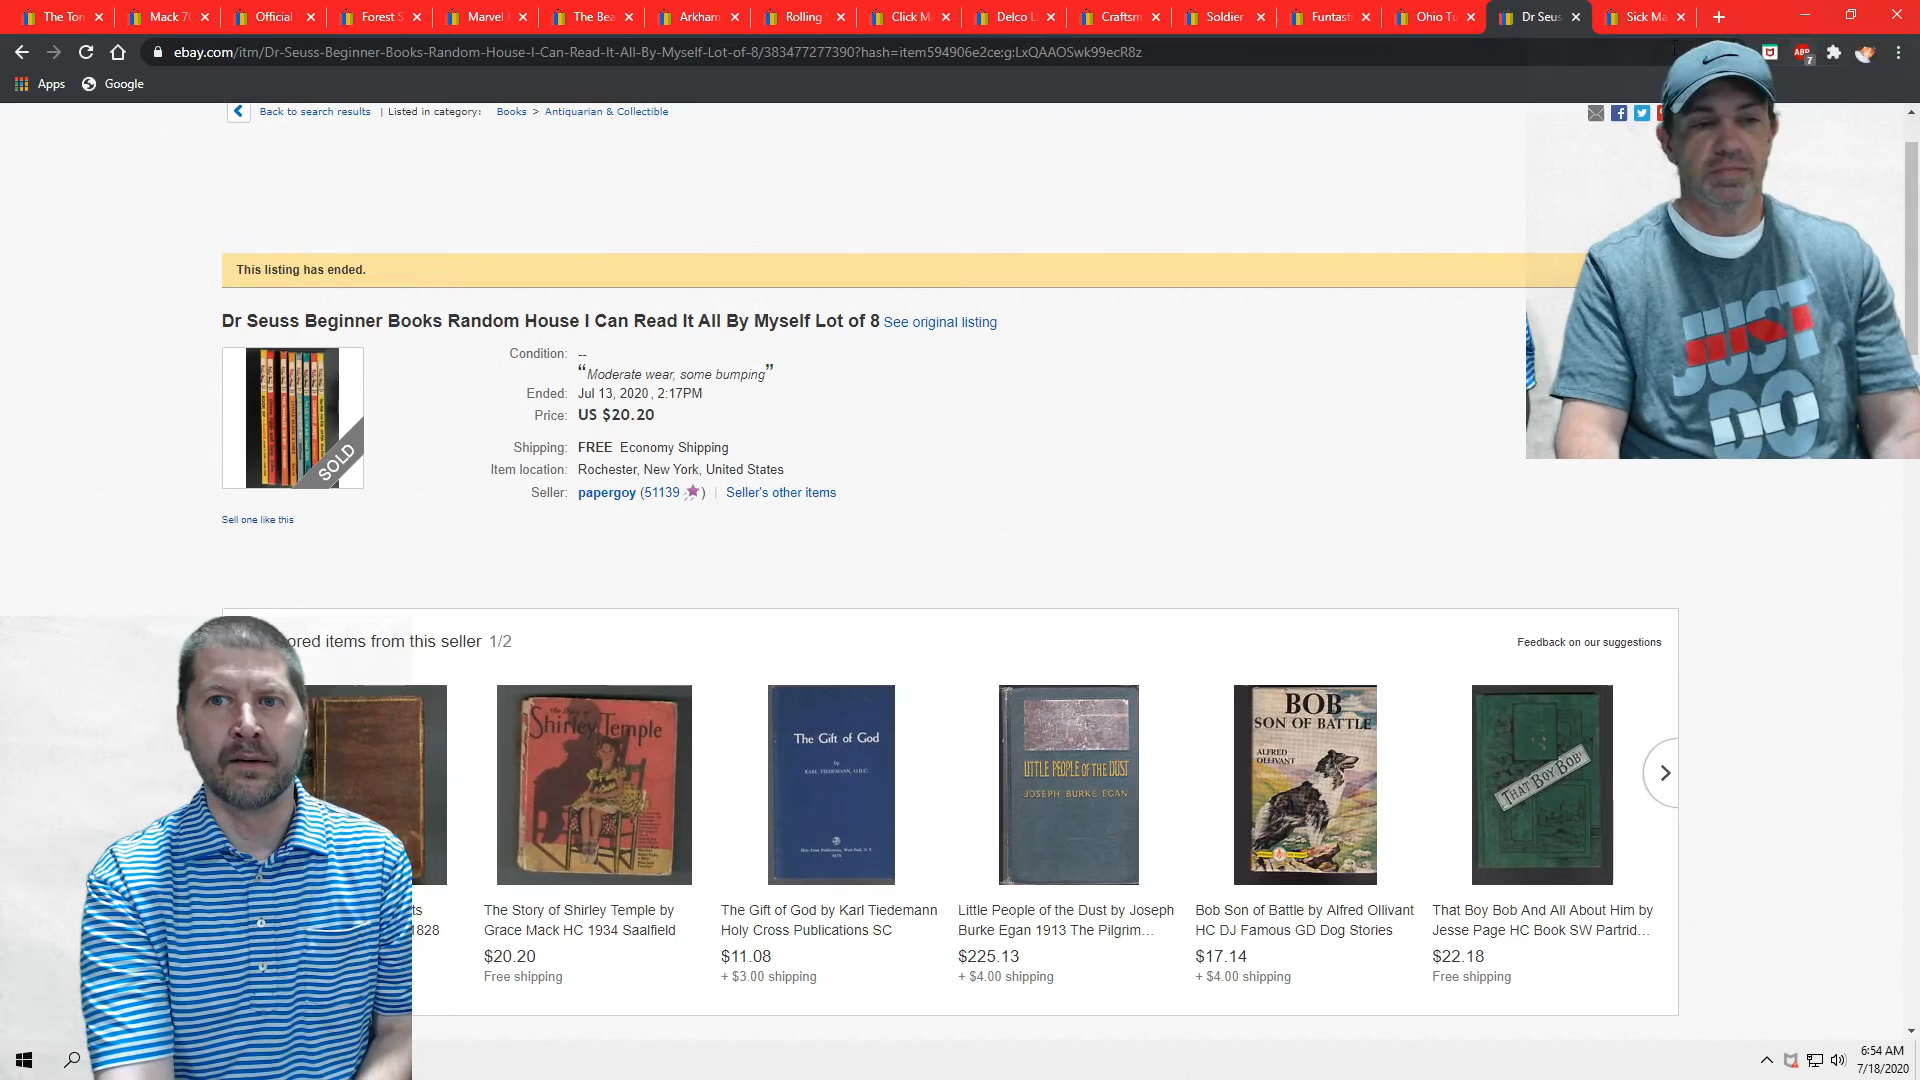 The Ton
Mack 70
Official
Forest S
Marvel
The Bea
Arkham
Rolling
Click M
Delco L
Craftsm
Soldier
Funtast
Ohio Tu
Dr Seus
Sick Ma
ebay.com/itm/Dr-Seuss-Beginner-Books-Random-House-I-Can-Read-It-All-By-Myself-Lot-of-8/383477277390?hash=item594906e2ce:g:LxQAAOSwk99ecR8z
ABP
7
Apps
Google
Back to search results | Listed in category: Books > Antiquarian & Collectible
This listing has ended.
Dr Seuss Beginner Books Random House I Can Read It All By Myself Lot of 8 See original listing
SOLD
Condition: --
“Moderate wear, some bumping”
Ended: Jul 13, 2020 , 2:17PM
Price: US $20.20
Shipping: FREE Economy Shipping
Item location: Rochester, New York, United States
Seller: papergoy (51139) | Seller's other items
Sell one like this
JUST
DO
ored items from this seller 1/2
Feedback on our suggestions
the Story of
Shirley Temple
The Gift of God
by
KARL TIEDEMANN, O.H.C.
LITTLE PEOPLE OF THE DUST
JOSEPH BURKE EGAN
BOB
SON OF BATTLE
ALFRED
OLLIVANT
THAT BOY BOB
ts
1828
The Story of Shirley Temple by
Grace Mack HC 1934 Saalfield
$20.20
Free shipping
The Gift of God by Karl Tiedemann
Holy Cross Publications SC
$11.08
+ $3.00 shipping
Little People of the Dust by Joseph
Burke Egan 1913 The Pilgrim...
$225.13
+ $4.00 shipping
Bob Son of Battle by Alfred Ollivant
HC DJ Famous GD Dog Stories
$17.14
+ $4.00 shipping
That Boy Bob And All About Him by
Jesse Page HC Book SW Partrid...
$22.18
Free shipping
6:54 AM
7/18/2020